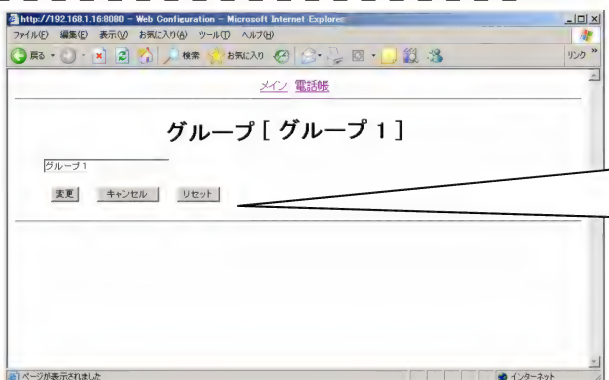 http://192.168.1.16:8080 - Web Configuration - Microsoft Internet Explorer
ファイル(F) 編集(E) 表示(V) お気に入り(A) ツール(T) ヘルプ(H)
戻る 検索 お気に入り リンク »
メイン 電話帳
グループ [ グループ 1 ]
グループ1
変更 キャンセル リセット
ページが表示されました インターネット